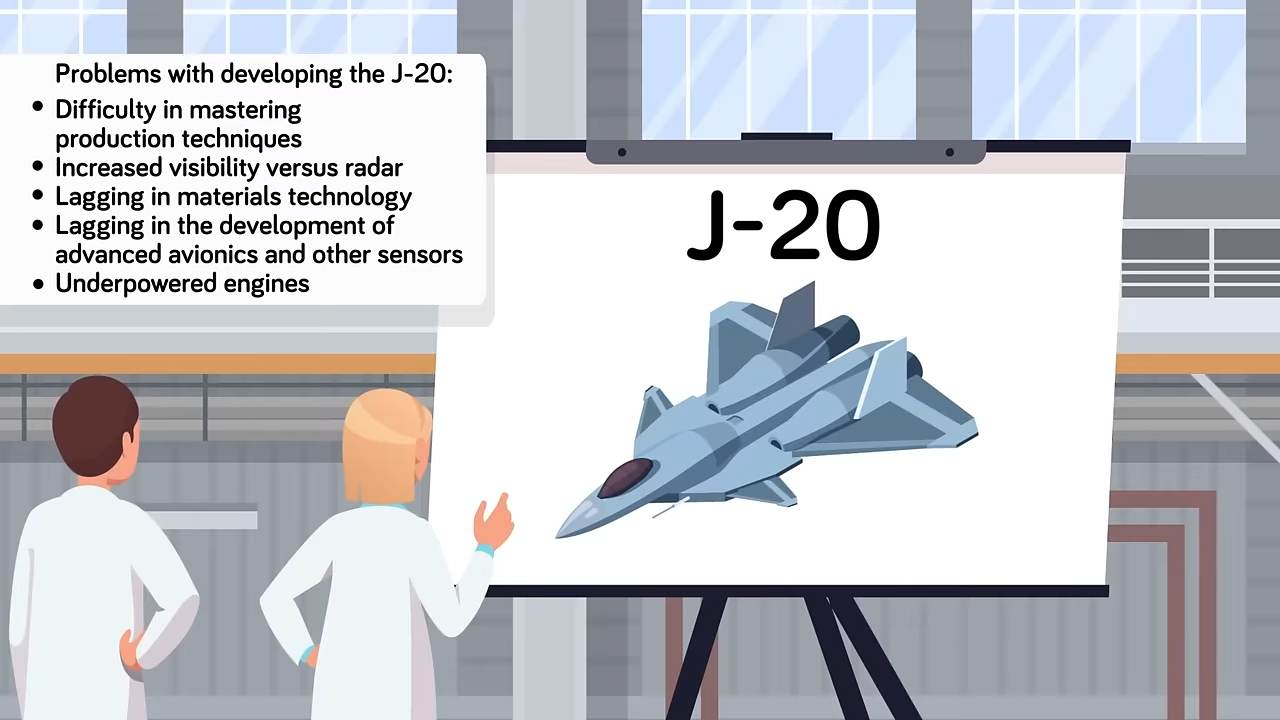 Problems with developing the J-20:
• Difficulty in mastering
production techniques
• Increased visibility versus radar
• Lagging in materials technology
• Lagging in the development of
advanced avionics and other sensors
• Underpowered engines
J-20